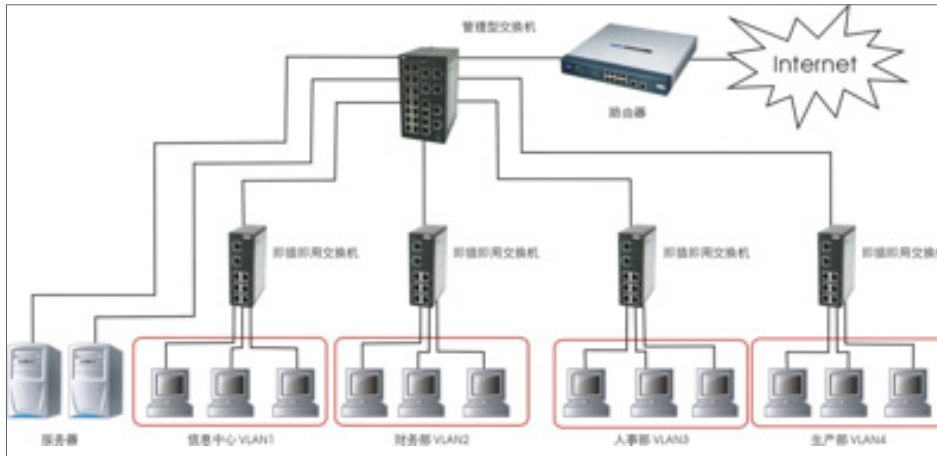 管理型交换机
Internet
路由器
即插即用交换机
即插即用交换机
即插即用交换机
即插即用交换
服务器
信息中心 VLAN1
财务部 VLAN2
人事部 VLAN3
生产部 VLAN4